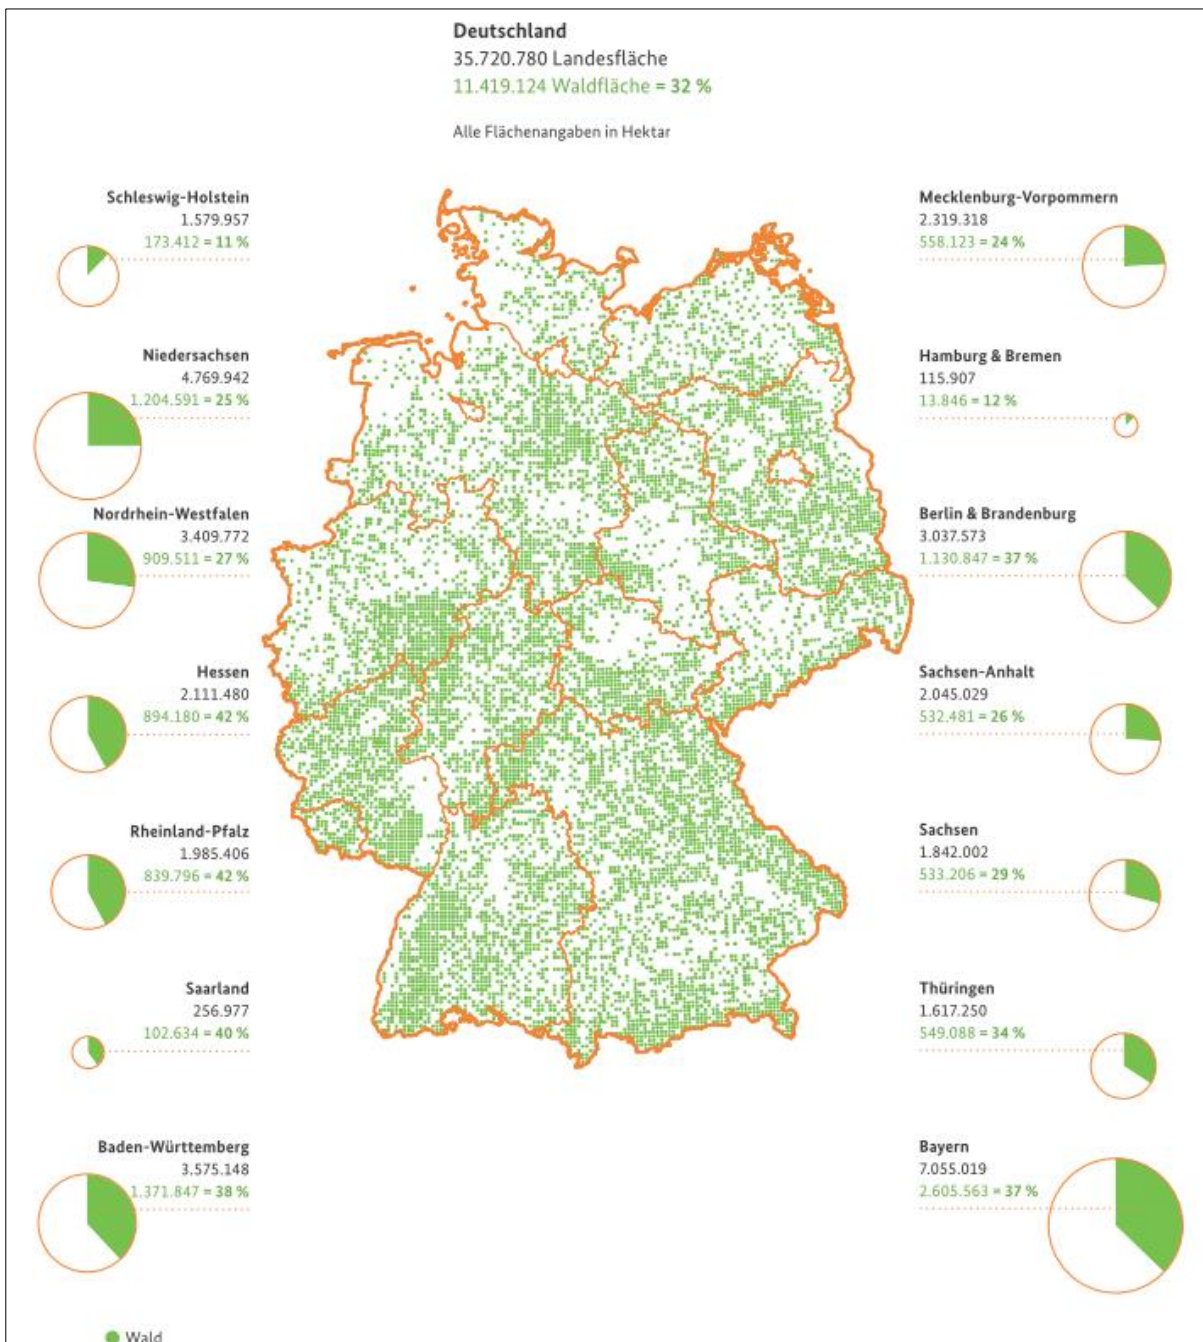 Deutschland
35.720.780 Landesfläche
11.419.124 Waldfläche = 32 %
Alle Flächenangaben in Hektar
Schleswig-Holstein
1.579.957
173.412 = 11 %
Niedersachsen
4.769.942
1.204.591 = 25 %
Nordrhein-Westfalen
3.409.772
909.511 = 27 %
Hessen
2.111.480
894.180 = 42 %
Rheinland-Pfalz
1.985.406
839.796 = 42 %
Saarland
256.977
102.634 = 40 %
Baden-Württemberg
3.575.148
1.371.847 = 38 %
Mecklenburg-Vorpommern
2.319.318
558.123 = 24 %
Hamburg & Bremen
115.907
13.846 = 12 %
Berlin & Brandenburg
3.037.573
1.130.847 = 37 %
Sachsen-Anhalt
2.045.029
532.481 = 26 %
Sachsen
1.842.002
533.206 = 29 %
Thüringen
1.617.250
549.088 = 34 %
Bayern
7.055.019
2.605.563 = 37 %
Wald